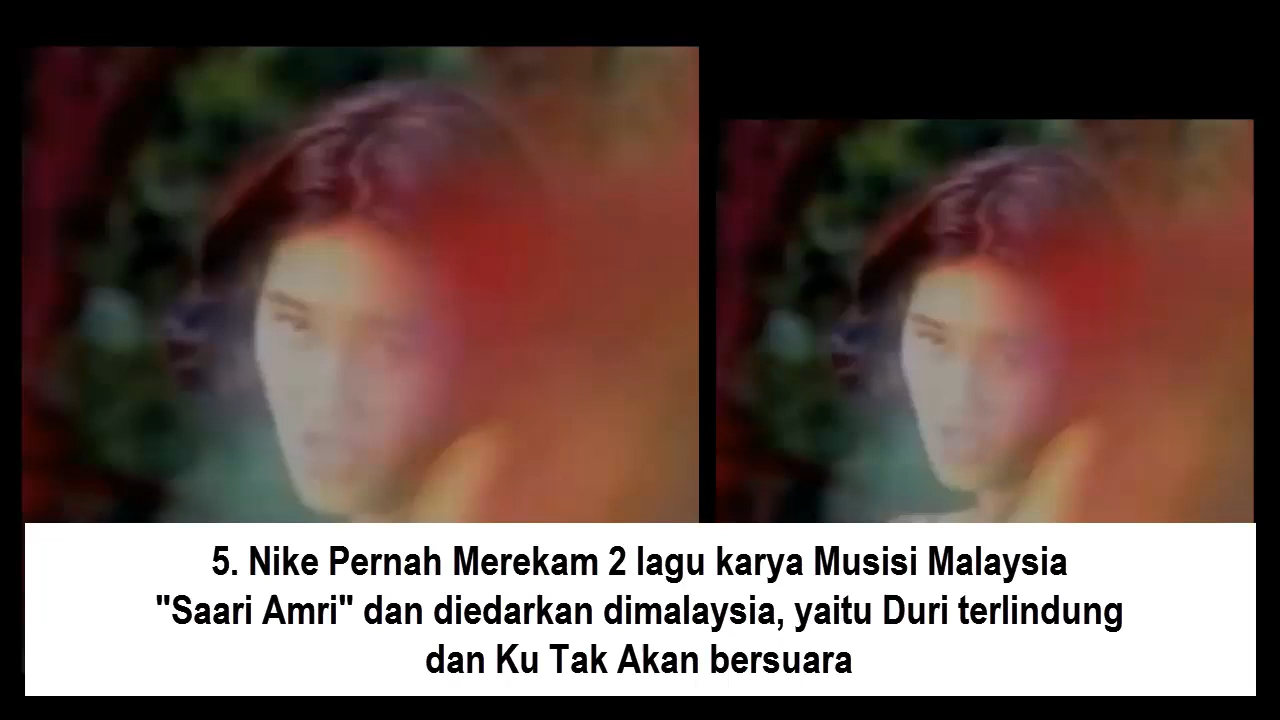 5. Nike Pernah Merekam 2 lagu karya Musisi Malaysia
"Saari Amri" dan diedarkan dimalaysia, yaitu Duri terlindung
dan Ku Tak Akan bersuara